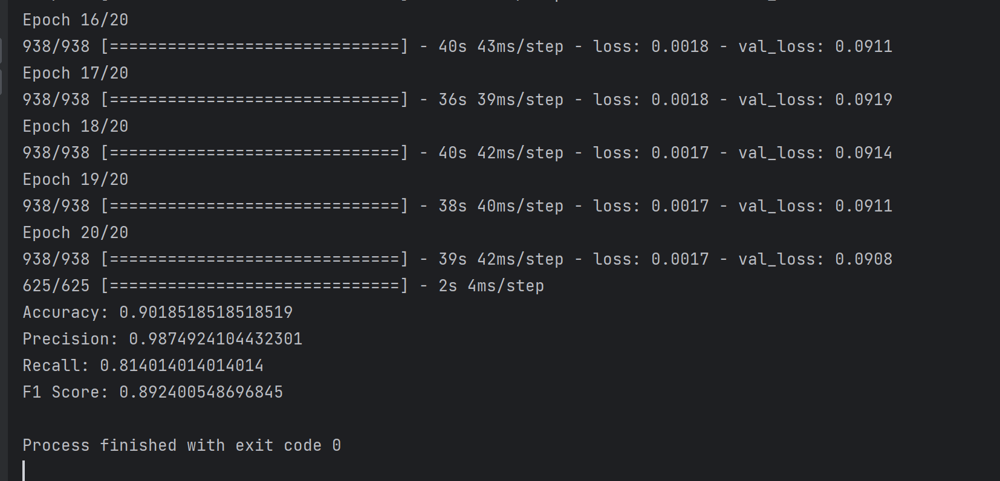 Epoch 16/20
938/938 [==============================] - 40s 43ms/step - loss: 0.0018 - val_loss: 0.0911
Epoch 17/20
938/938 [==============================] - 36s 39ms/step - loss: 0.0018 - val_loss: 0.0919
Epoch 18/20
938/938 [==============================] - 40s 42ms/step - loss: 0.0017 - val_loss: 0.0914
Epoch 19/20
938/938 [==============================] - 38s 40ms/step - loss: 0.0017 - val_loss: 0.0911
Epoch 20/20
938/938 [==============================] - 39s 42ms/step - loss: 0.0017 - val_loss: 0.0908
625/625 [==============================] - 2s 4ms/step
Accuracy: 0.9018518518518519
Precision: 0.9874924104432301
Recall: 0.814014014014014
F1 Score: 0.892400548696845
Process finished with exit code 0